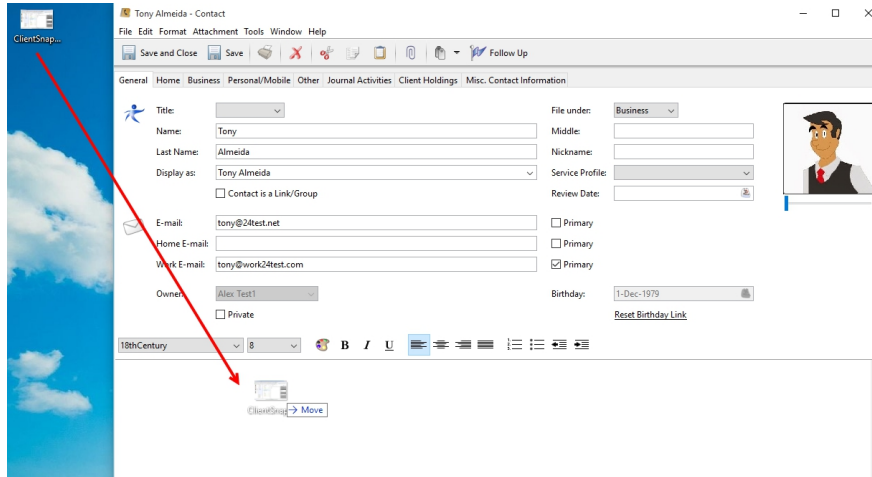 ClientSnap...
Tony Almeida - Contact
File Edit Format Attachment Tools Window Help
Save and Close Save Follow Up
General Home Business Personal/Mobile Other Journal Activities Client Holdings Misc. Contact Information
Title: File under: Business
Name: Tony Middle:
Last Name: Almeida Nickname:
Display as: Tony Almeida Service Profile:
Contact is a Link/Group Review Date:
E-mail: tony@24test.net Primary
Home E-mail: Primary
Work E-mail: tony@work24test.com Primary
Owner: Alex Test1 Birthday: 1-Dec-1979
Private Reset Birthday Link
18thCentury 8 B I U
ClientSnap Move